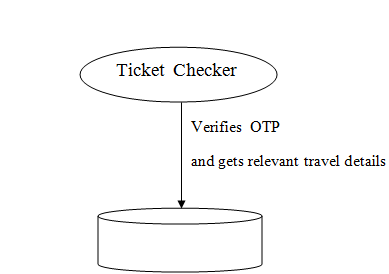 Ticket Checker
Verifies OTP
and gets relevant travel details